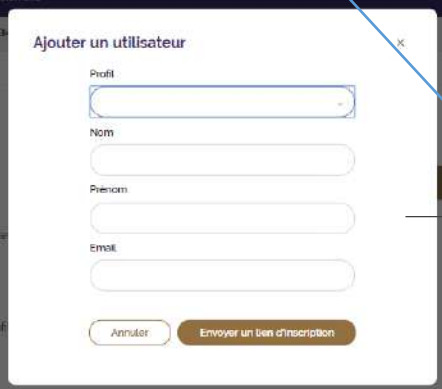 Ajouter un utilisateur
×
Profil
Nom
Prénom
Email
Annuler
Envoyer un lien d'inscription